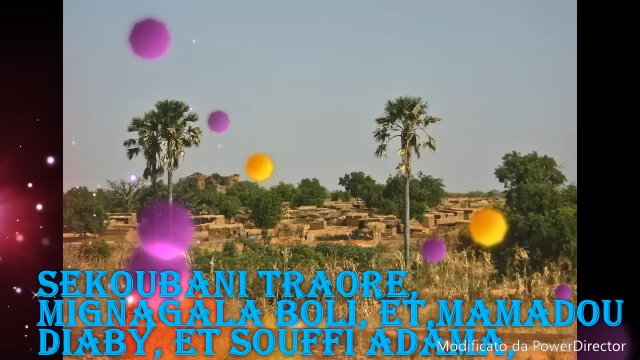 SEKOUBANI TRAORE,
MIGNAGALA BOLI, ET MAMADOU
DIABY, ET SOUFFI ADAMA
Modificato da PowerDirector